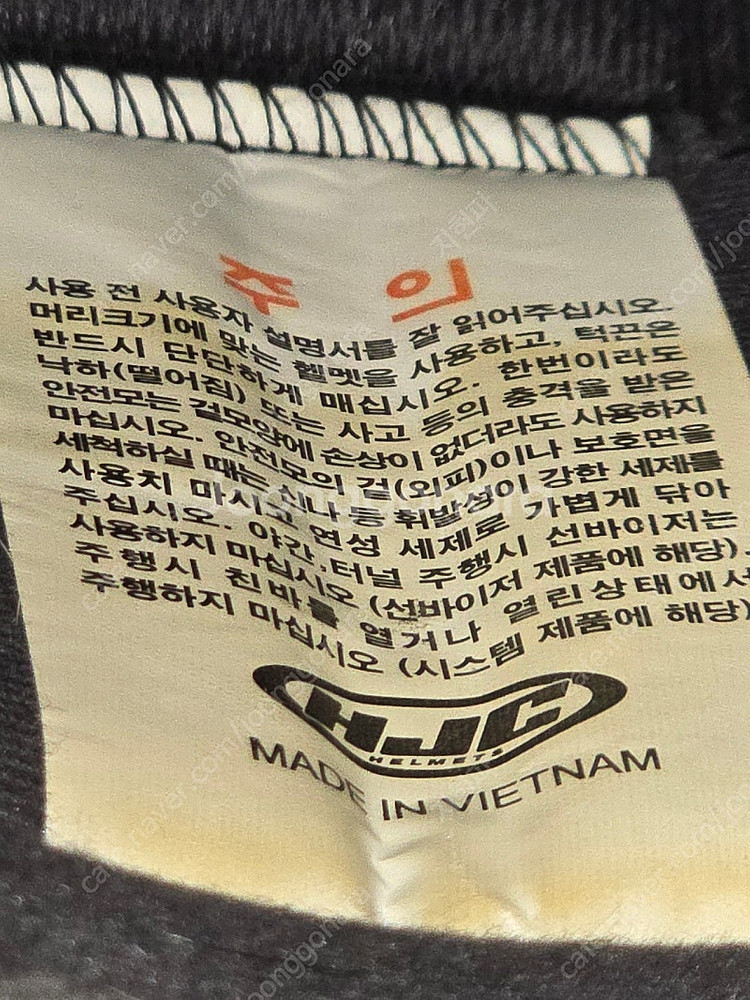 주 의
사용 전 사용자 설명서를 잘 읽어주십시오.
머리크기에 맞는 헬멧을 사용하고, 턱끈은
반드시 단단하게 매십시오. 한번이라도
낙하(떨어짐) 또는 사고 등의 충격을 받은
안전모는 겉모양에 손상이 없더라도 사용하지
마십시오. 안전모의 겉(외피)이나 보호면을
세척하실 때는 신나 등 휘발성이 강한 세제를
사용치 마시고 연성 세제로 가볍게 닦아
주십시오. 야간,터널 주행시 선바이저는
사용하지 마십시오 (선바이저 제품에 해당).
주행시 친바를 열거나 열린상태에서
주행하지 마십시오 (시스템 제품에 해당)
HJC
HELMETS
MADE IN VIETNAM